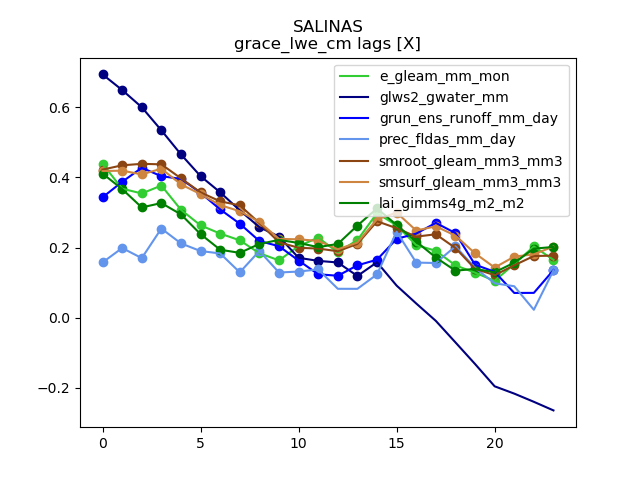 SALINAS
grace_lwe_cm lags [X]
e_gleam_mm_mon
glws2_gwater_mm
grun_ens_runoff_mm_day
prec_fldas_mm_day
smroot_gleam_mm3_mm3
smsurf_gleam_mm3_mm3
lai_gimms4g_m2_m2
0.6
0.4
0.2
0.0
−0.2
0 5 10 15 20